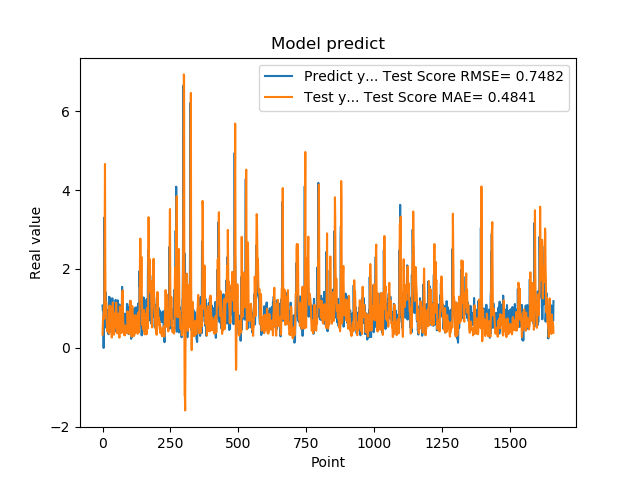 Model predict
Predict y... Test Score RMSE= 0.7482
Test y... Test Score MAE= 0.4841
Real value
6
4
2
0
−2
0 250 500 750 1000 1250 1500
Point